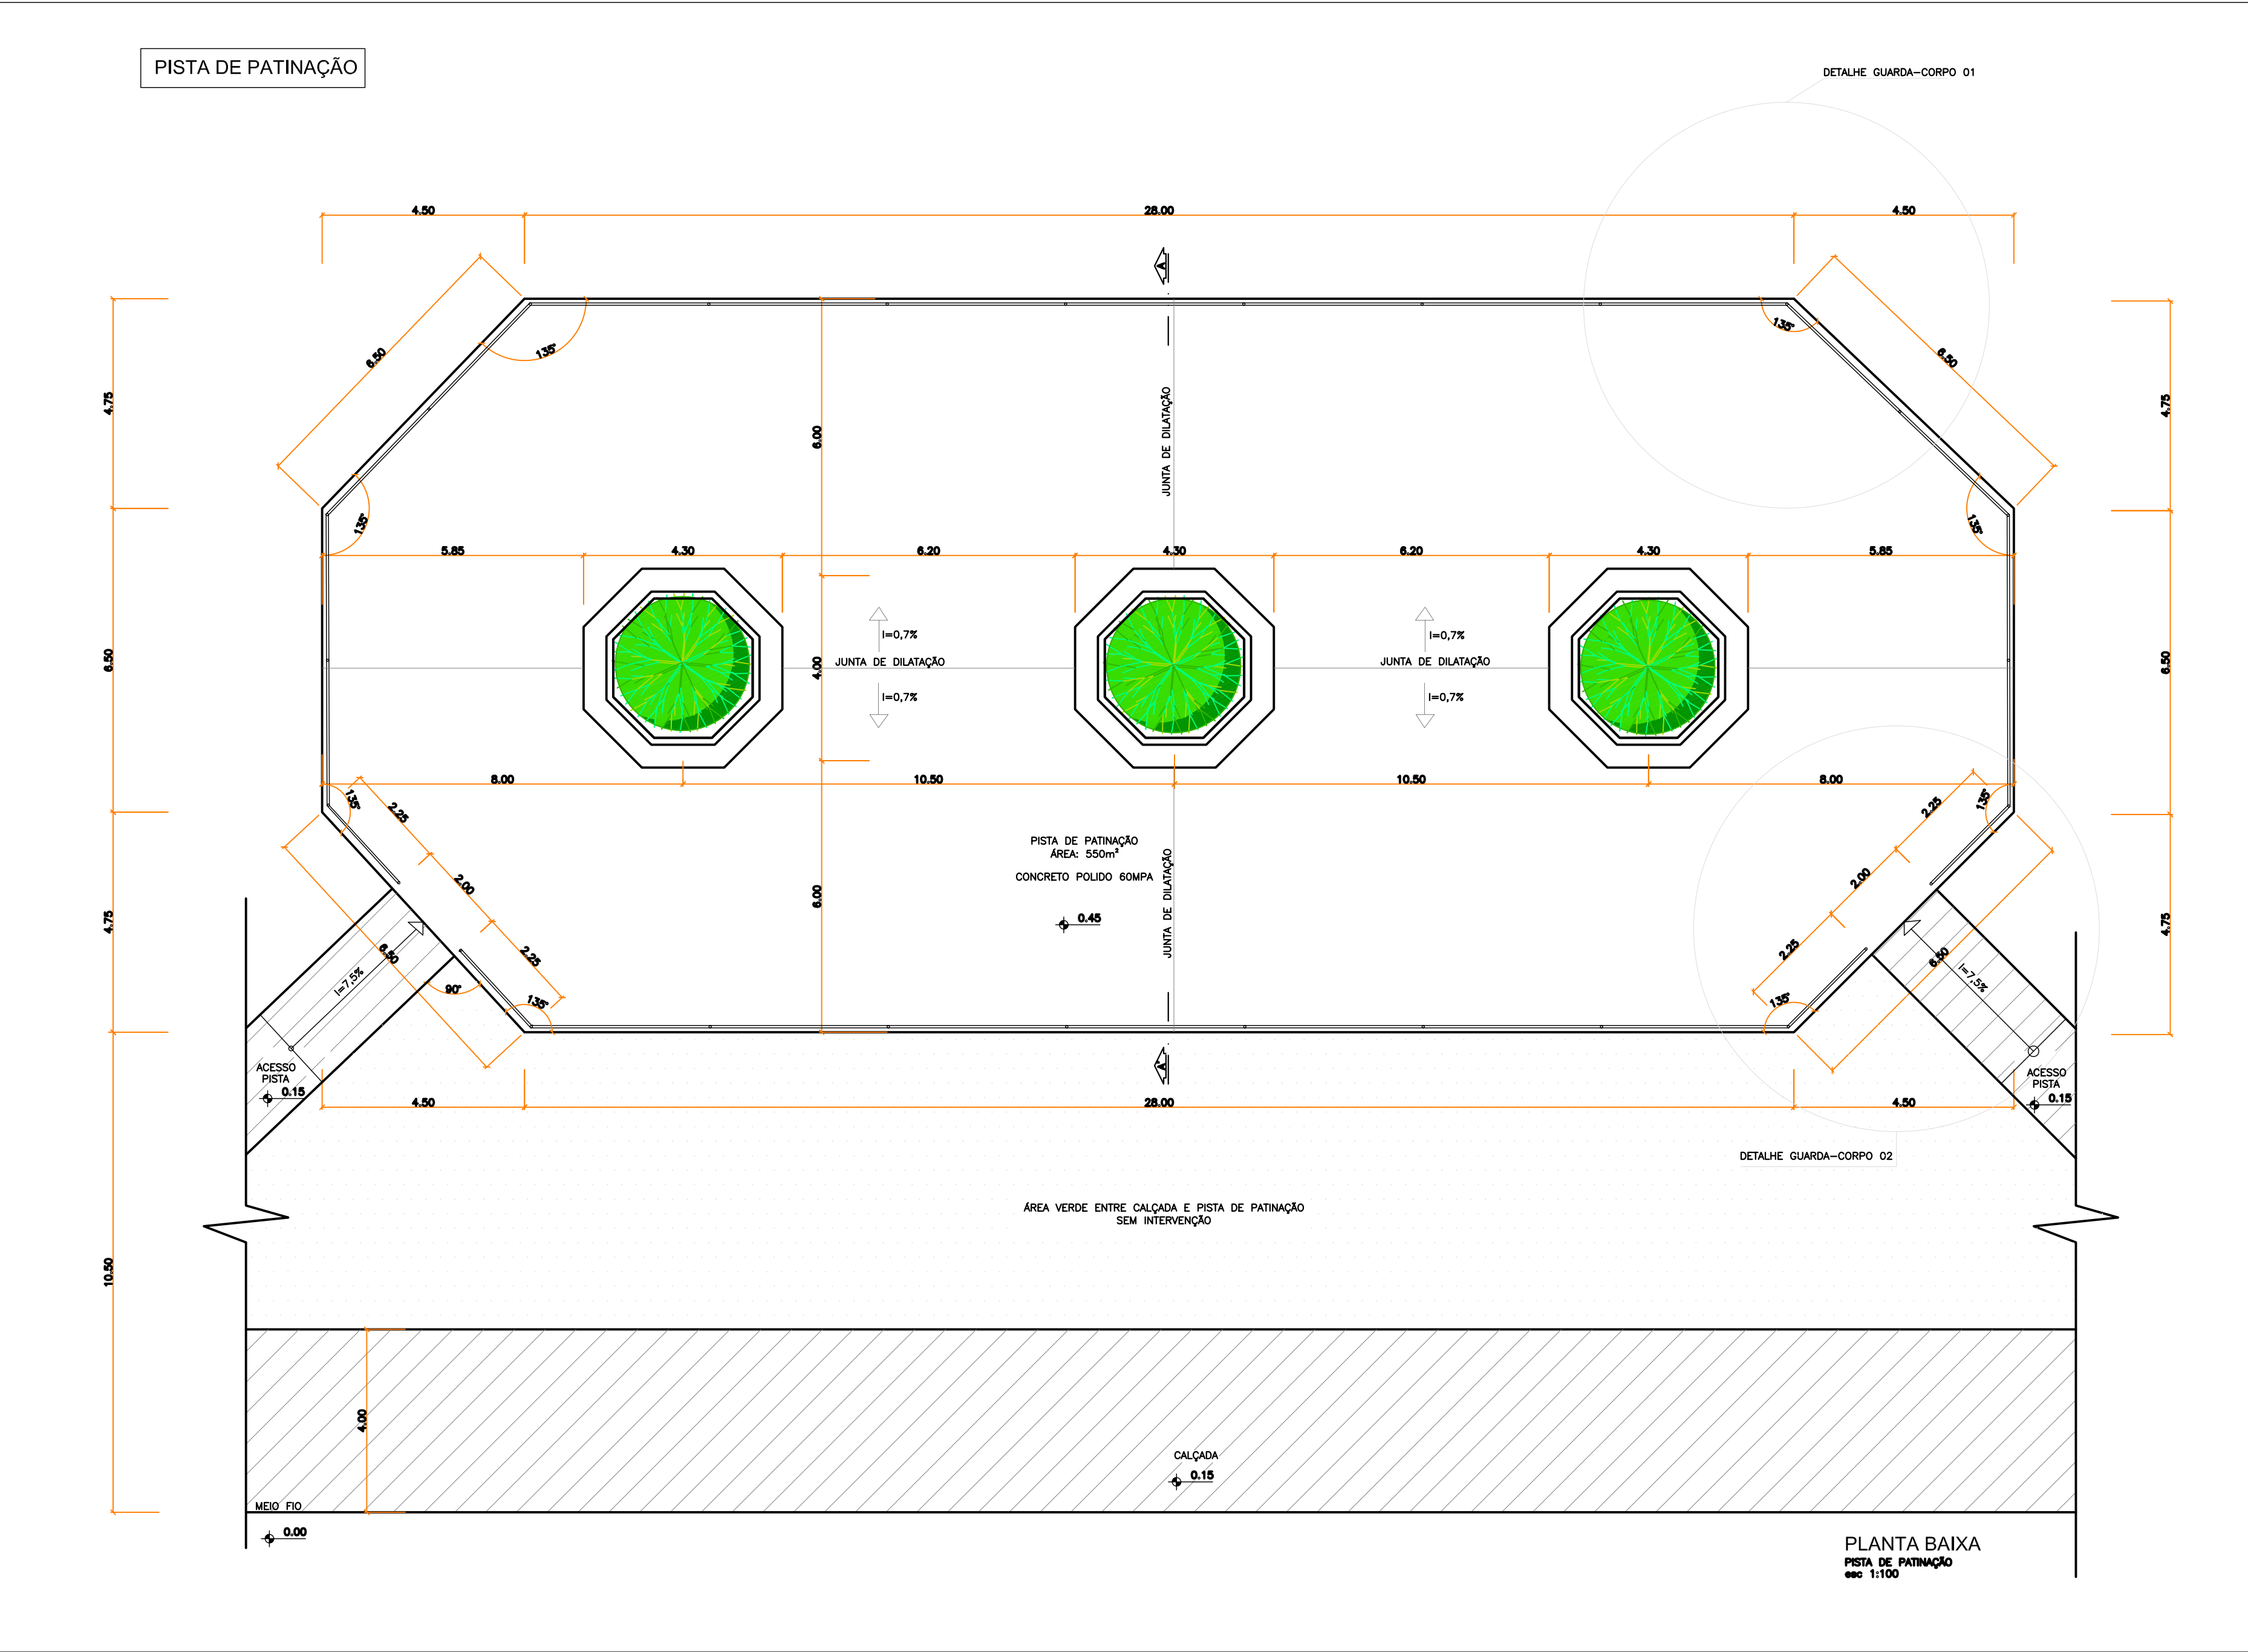 PISTA DE PATINAÇÃO
DETALHE GUARDA-CORPO 01
4.50
28.00
4.50
A
6.50
135°
135°
6.50
4.75
6.00
JUNTA DE DILATAÇÃO
4.75
135°
135°
5.85
4.30
6.20
4.30
6.20
4.30
5.85
I=0,7%
I=0,7%
6.50
JUNTA DE DILATAÇÃO
4.00
JUNTA DE DILATAÇÃO
6.50
I=0,7%
I=0,7%
8.00
10.50
10.50
8.00
135°
2.25
2.25
135°
PISTA DE PATINAÇÃO
ÁREA: 550m²
CONCRETO POLIDO 60MPA
2.00
2.00
6.00
JUNTA DE DILATAÇÃO
0.45
4.75
4.75
6.50
2.25
2.25
6.50
I=7,5%
I=7,5%
90°
135°
135°
ACESSO
PISTA
0.15
A'
ACESSO
PISTA
0.15
4.50
28.00
4.50
DETALHE GUARDA-CORPO 02
ÁREA VERDE ENTRE CALÇADA E PISTA DE PATINAÇÃO
SEM INTERVENÇÃO
10.50
4.00
CALÇADA
0.15
MEIO FIO
0.00
PLANTA BAIXA
PISTA DE PATINAÇÃO
esc 1:100